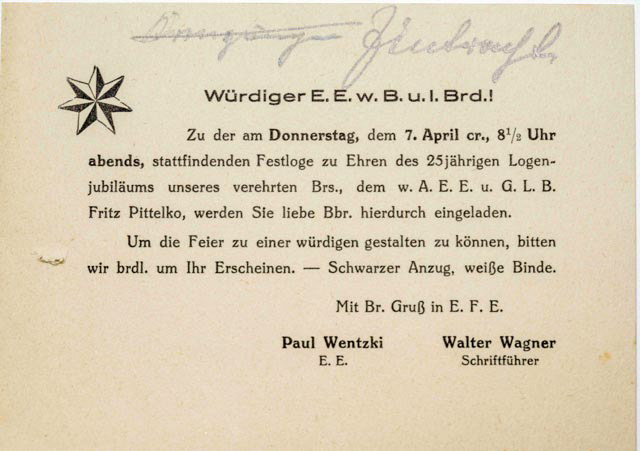 Würdiger E. E. w. B. u. l. Brd.!
Zu der am Donnerstag, dem 7. April cr., 8½ Uhr
abends, stattfindenden Festloge zu Ehren des 25jährigen Logen-
jubiläums unseres verehrten Brs., dem w. A. E. E. u. G. L. B.
Fritz Pittelko, werden Sie liebe Bbr. hierdurch eingeladen.
Um die Feier zu einer würdigen gestalten zu können, bitten
wir brdl. um Ihr Erscheinen. — Schwarzer Anzug, weiße Binde.
Mit Br. Gruß in E. F. E.
Paul Wentzki Walter Wagner
E. E. Schriftführer